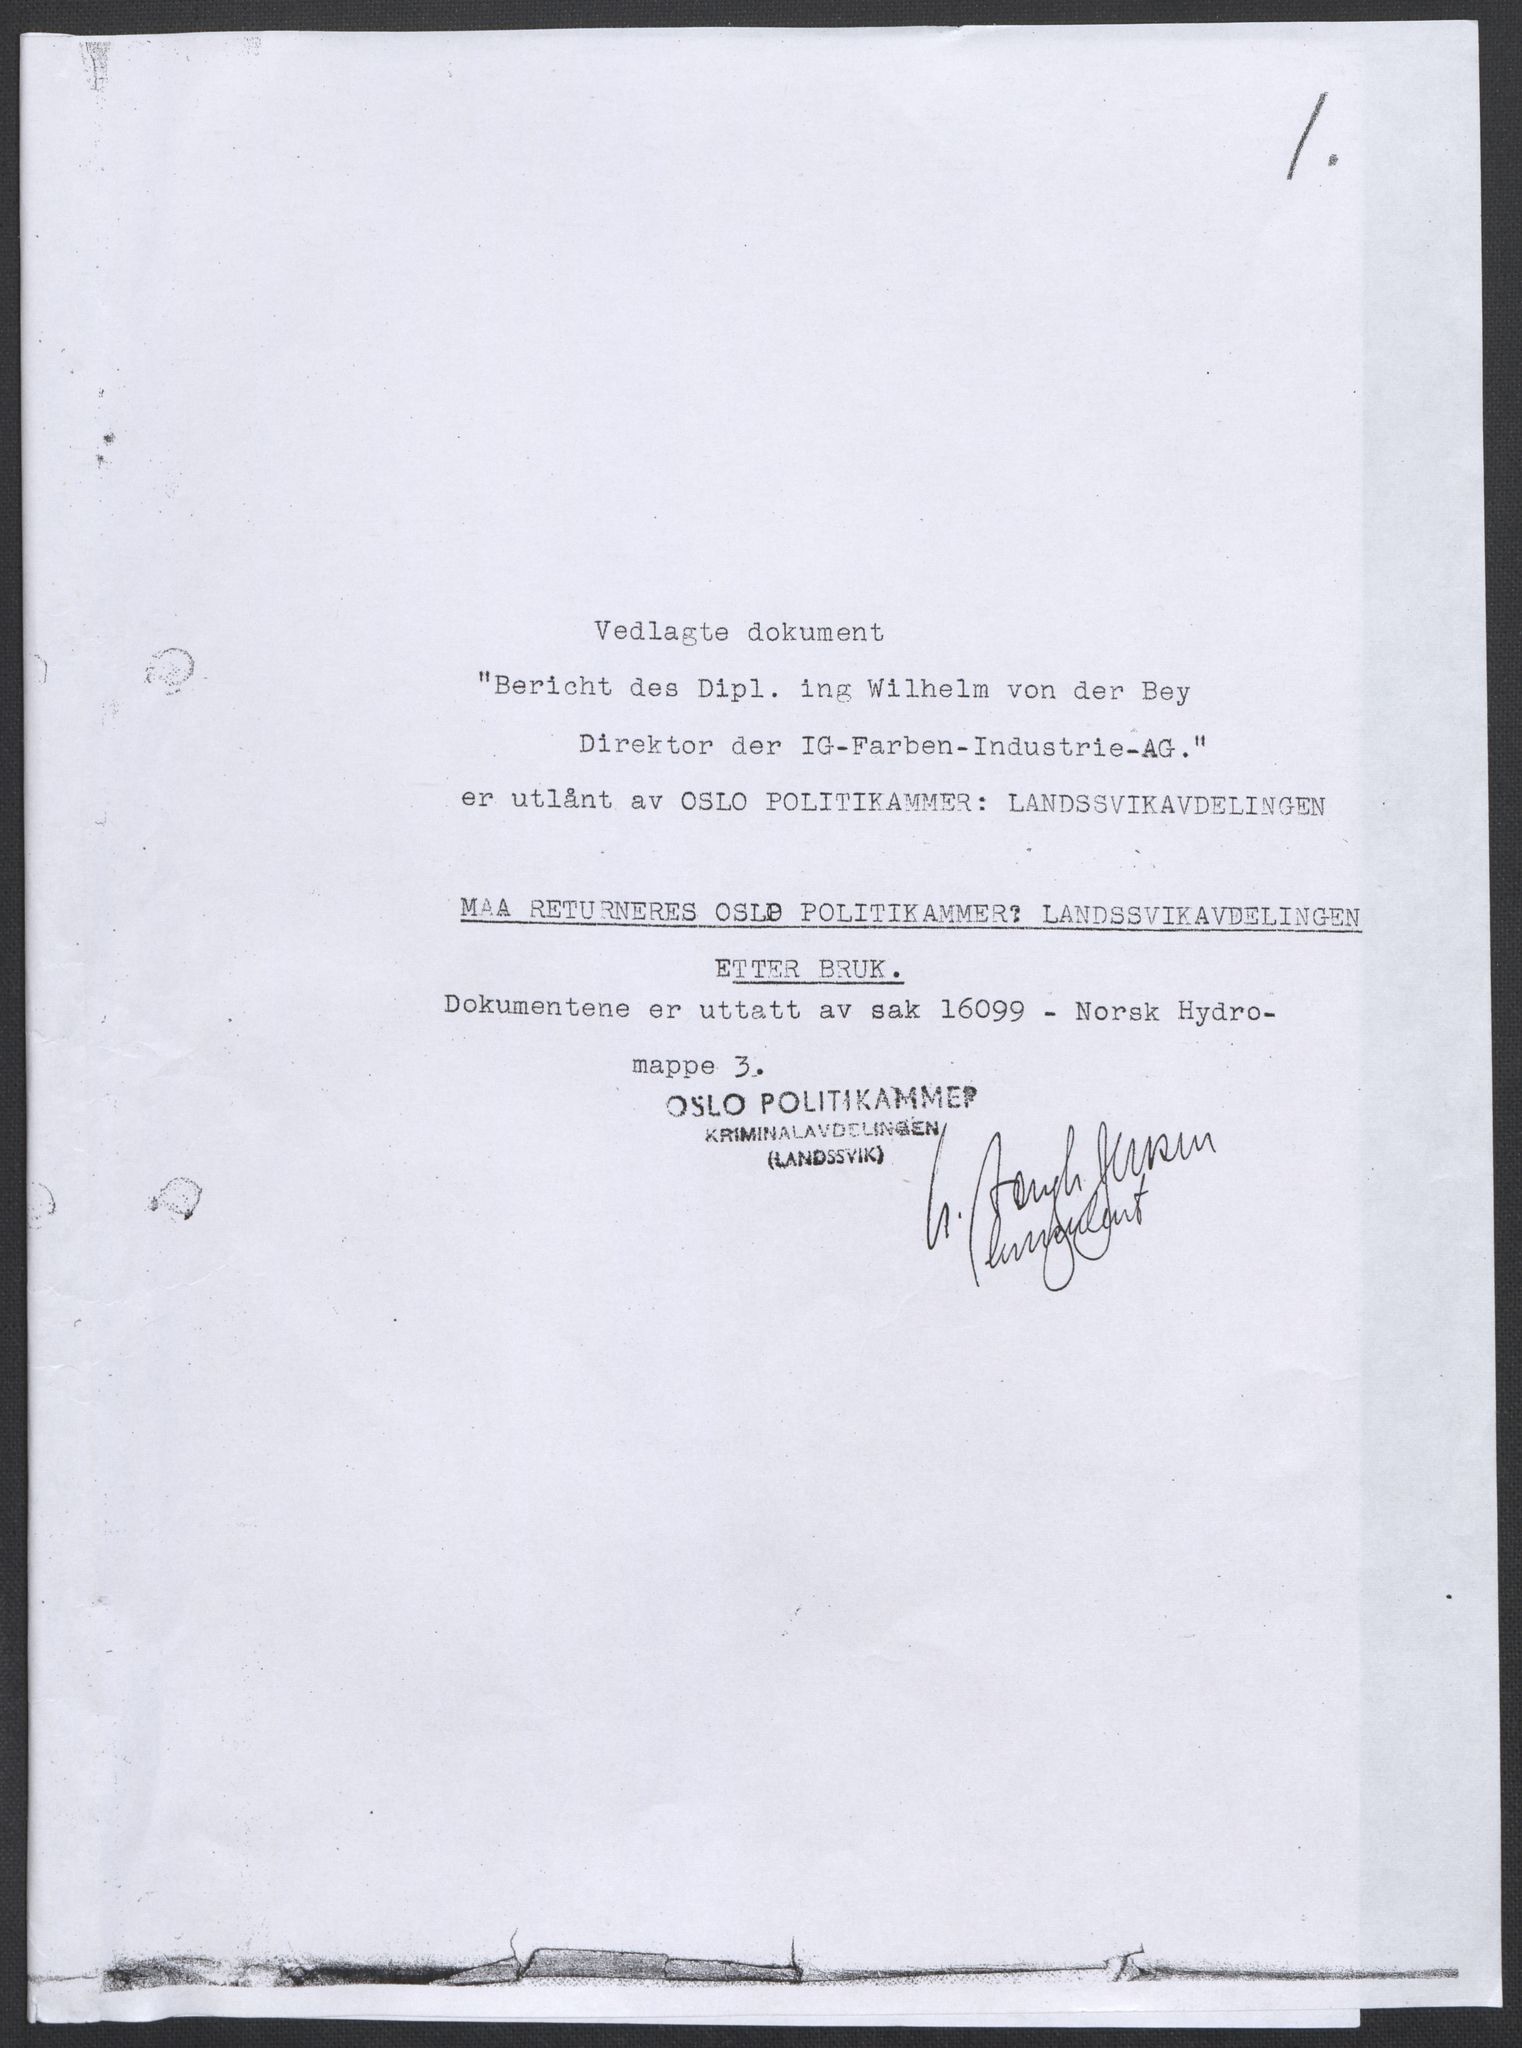 1.
Vedlagte dokument
"Bericht des Dipl. ing Wilhelm von der Bey
Direktor der IG-Farben-Industrie-AG."
er utlånt av OSLO POLITIKAMMER: LANDSSVIKAVDELINGEN
MAA RETURNERES OSLO POLITIKAMMER? LANDSSVIKAVDELINGEN
ETTER BRUK.
Dokumentene er uttatt av sak 16099 - Norsk Hydro-
mappe 3.
OSLO POLITIKAMMER
KRIMINALAVDELINGEN
(LANDSSVIK)